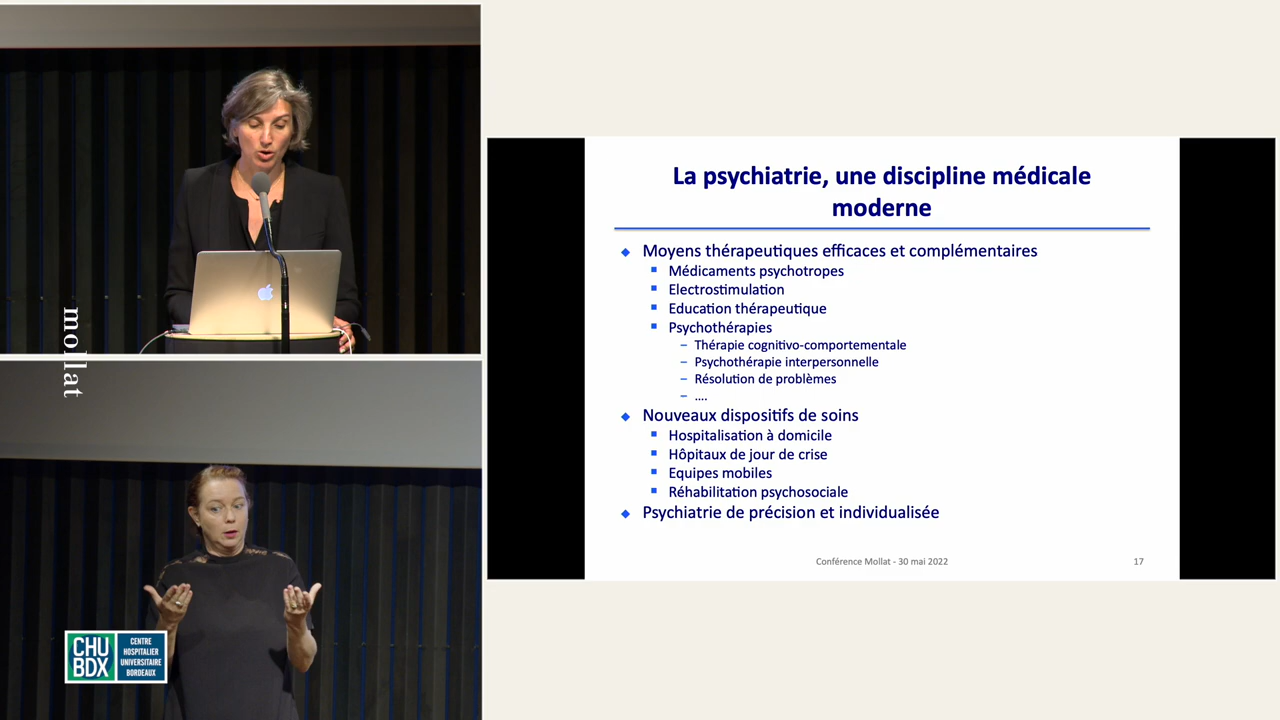 mollat
CHU
BDX
CENTRE
HOSPITALIER
UNIVERSITAIRE
BORDEAUX
La psychiatrie, une discipline médicale
moderne
Moyens thérapeutiques efficaces et complémentaires
Médicaments psychotropes
Electrostimulation
Education thérapeutique
Psychothérapies
– Thérapie cognitivo-comportementale
– Psychothérapie interpersonnelle
– Résolution de problèmes
– ....
Nouveaux dispositifs de soins
Hospitalisation à domicile
Hôpitaux de jour de crise
Equipes mobiles
Réhabilitation psychosociale
Psychiatrie de précision et individualisée
Conférence Mollat - 30 mai 2022
17